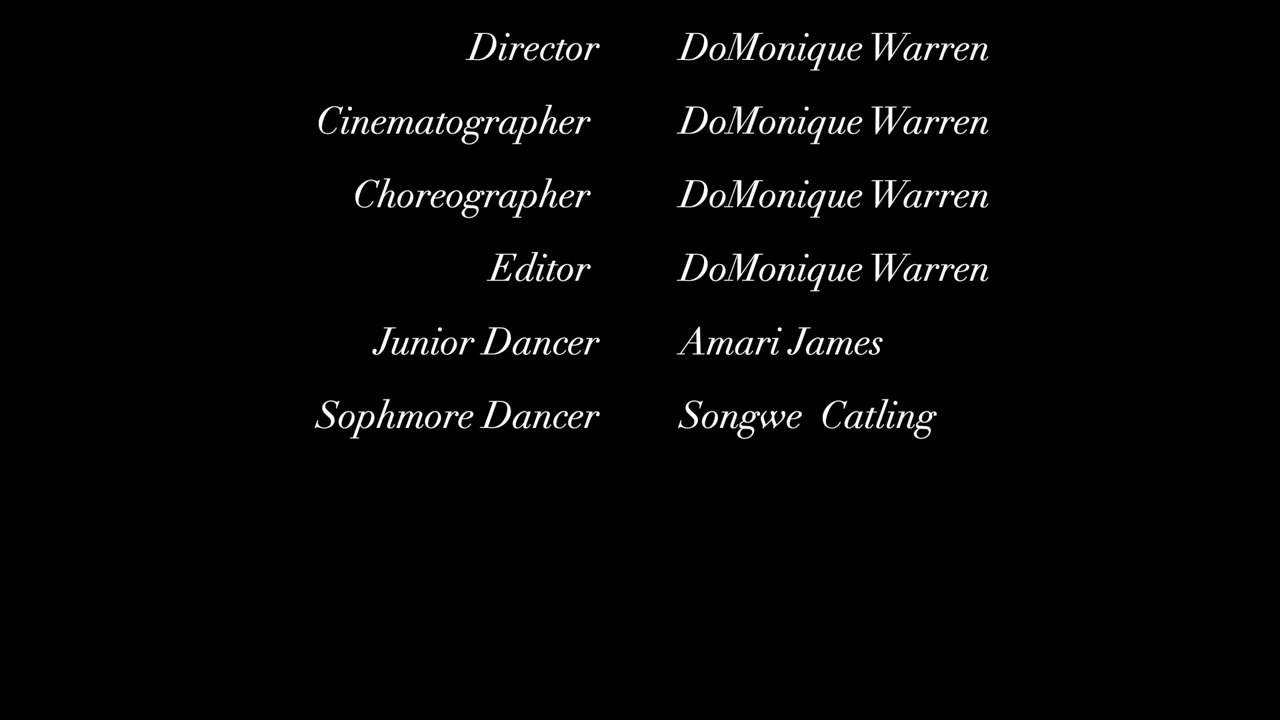 Director DoMonique Warren
Cinematographer DoMonique Warren
Choreographer DoMonique Warren
Editor DoMonique Warren
Junior Dancer Amari James
Sophmore Dancer Songwe Catling